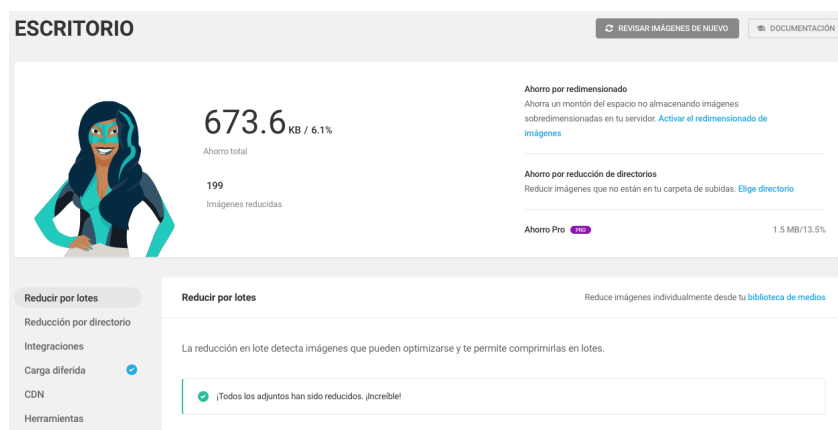 ESCRITORIO
REVISAR IMÁGENES DE NUEVO
DOCUMENTACIÓN
673.6 KB / 6.1%
Ahorro total
199
Imágenes reducidas
Ahorro por redimensionado
Ahorra un montón del espacio no almacenando imágenes
sobredimensionadas en tu servidor. Activar el redimensionado de
imágenes
Ahorro por reducción de directorios
Reducir imágenes que no están en tu carpeta de subidas. Elige directorio
Ahorro Pro PRO 1.5 MB/13.5%
Reducir por lotes
Reducción por directorio
Integraciones
Carga diferida
CDN
Herramientas
Reducir por lotes
Reduce imágenes individualmente desde tu biblioteca de medios
La reducción en lote detecta imágenes que pueden optimizarse y te permite comprimirlas en lotes.
¡Todos los adjuntos han sido reducidos. ¡Increíble!